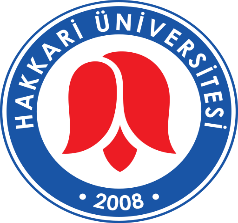 HAKKARİ ÜNİVERSİTESİ
• 2008 •